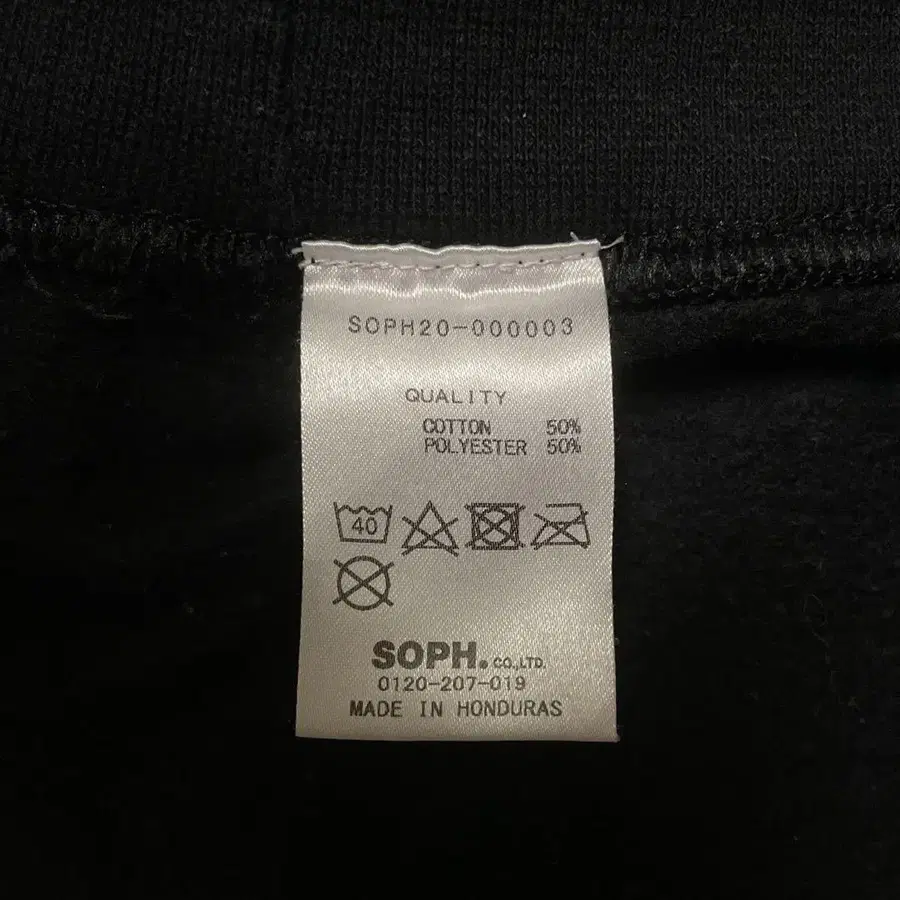 SOPH20-000003
QUALITY
COTTON 50%
POLYESTER 50%
40
SOPH. CO.,LTD.
0120-207-019
MADE IN HONDURAS